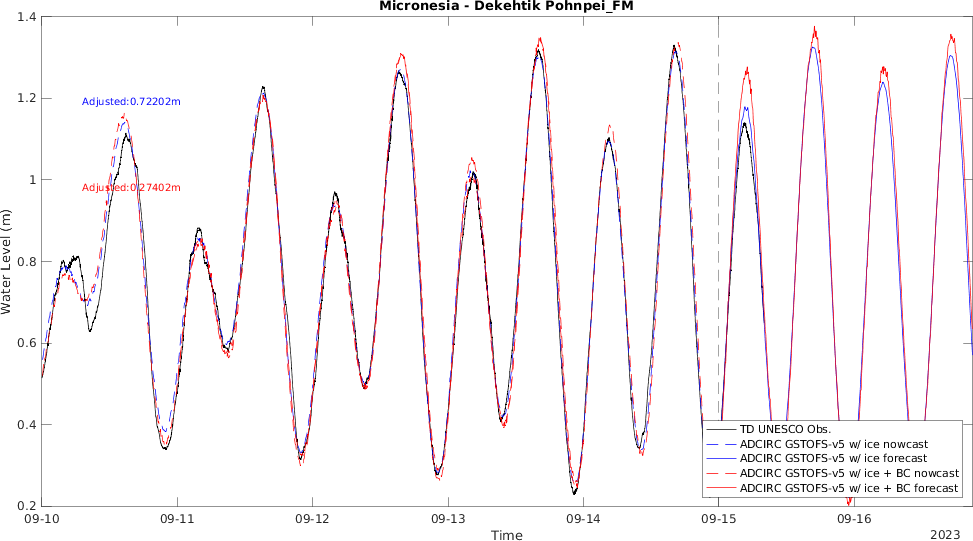 Micronesia - Dekehtik Pohnpei_FM
1.4
1.2
1
0.8
0.6
0.4
0.2
Water Level (m)
Adjusted:0.72202m
Adjusted:0.27402m
TD UNESCO Obs.
ADCIRC GSTOFS-v5 w/ ice nowcast
ADCIRC GSTOFS-v5 w/ ice forecast
ADCIRC GSTOFS-v5 w/ ice + BC nowcast
ADCIRC GSTOFS-v5 w/ ice + BC forecast
09-10 09-11 09-12 09-13 09-14 09-15 09-16
Time
2023